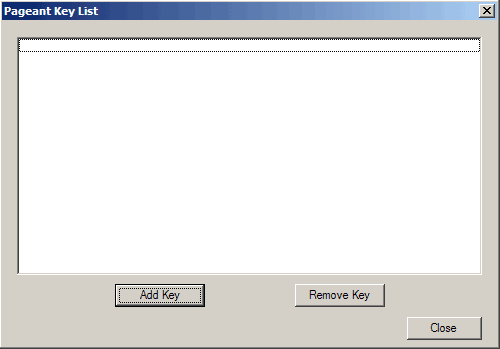 Pageant Key List
Add Key
Remove Key
Close